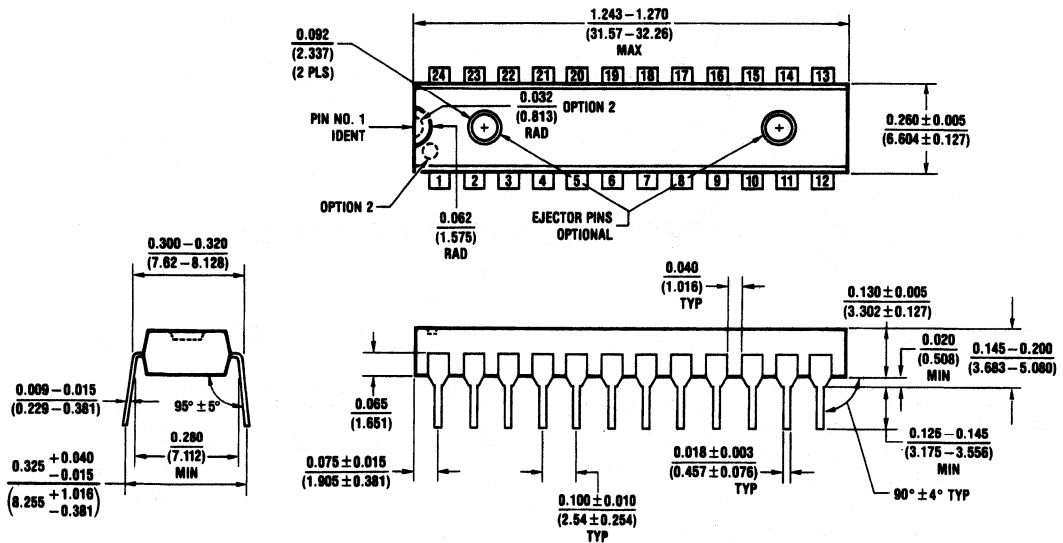 1.243–1.270
(31.57–32.26)
MAX
0.092
(2.337)
(2 PLS)
24 23 22 21 20 19 18 17 16 15 14 13
0.032
(0.813)
RAD
OPTION 2
PIN NO. 1
IDENT
0.260±0.005
(6.604±0.127)
1 2 3 4 5 6 7 8 9 10 11 12
OPTION 2
0.062
(1.575)
RAD
EJECTOR PINS
OPTIONAL
0.300–0.320
(7.62–8.128)
0.040
(1.016)
TYP
0.130±0.005
(3.302±0.127)
0.020
(0.508)
MIN
0.145–0.200
(3.683–5.080)
0.009–0.015
(0.229–0.381)
95°±5°
0.280
(7.112)
MIN
0.065
(1.651)
0.325 +0.040
–0.015
(8.255 +1.016
–0.381)
0.075±0.015
(1.905±0.381)
0.100±0.010
(2.54±0.254)
TYP
0.018±0.003
(0.457±0.076)
TYP
0.125–0.145
(3.175–3.556)
MIN
90°±4° TYP